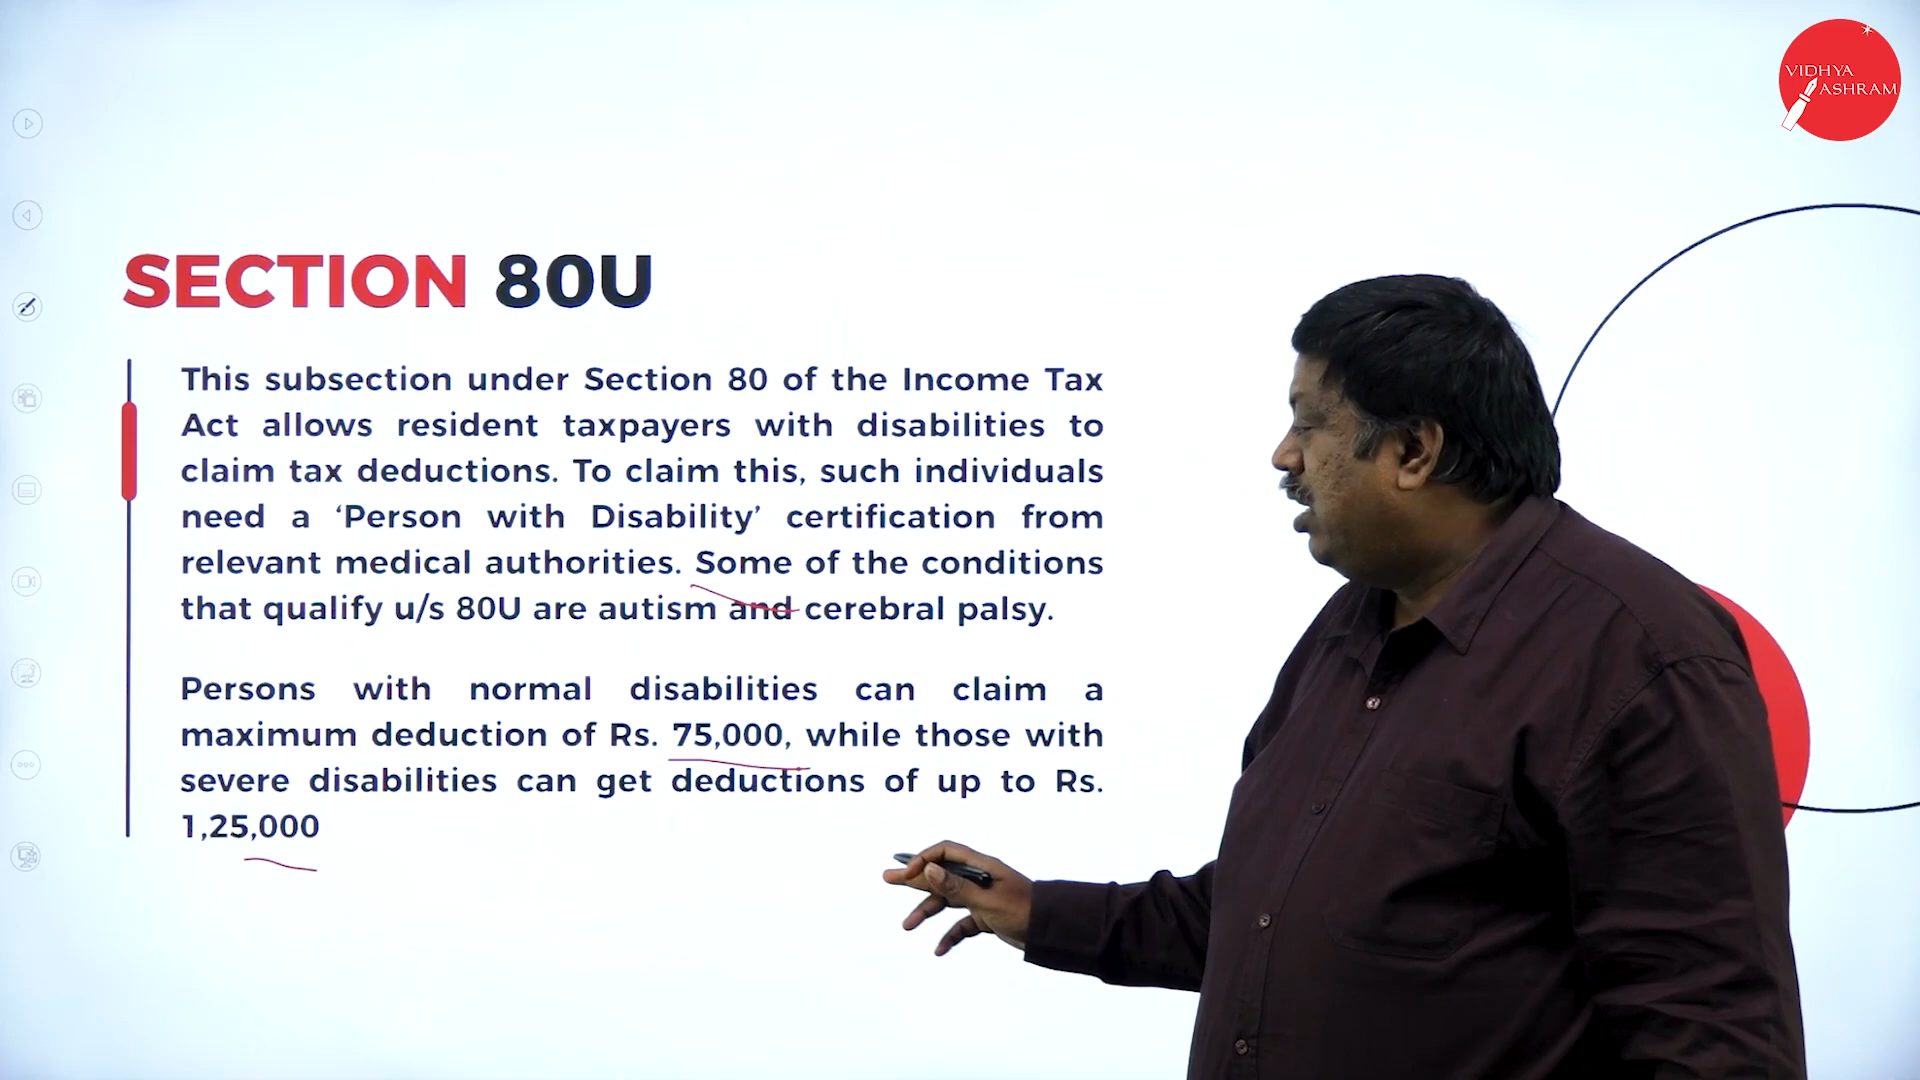 VIDHYA
ASHRAM
SECTION 80U
This subsection under Section 80 of the Income Tax
Act allows resident taxpayers with disabilities to
claim tax deductions. To claim this, such individuals
need a ‘Person with Disability’ certification from
relevant medical authorities. Some of the conditions
that qualify u/s 80U are autism and cerebral palsy.
Persons with normal disabilities can claim a
maximum deduction of Rs. 75,000, while those with
severe disabilities can get deductions of up to Rs.
1,25,000